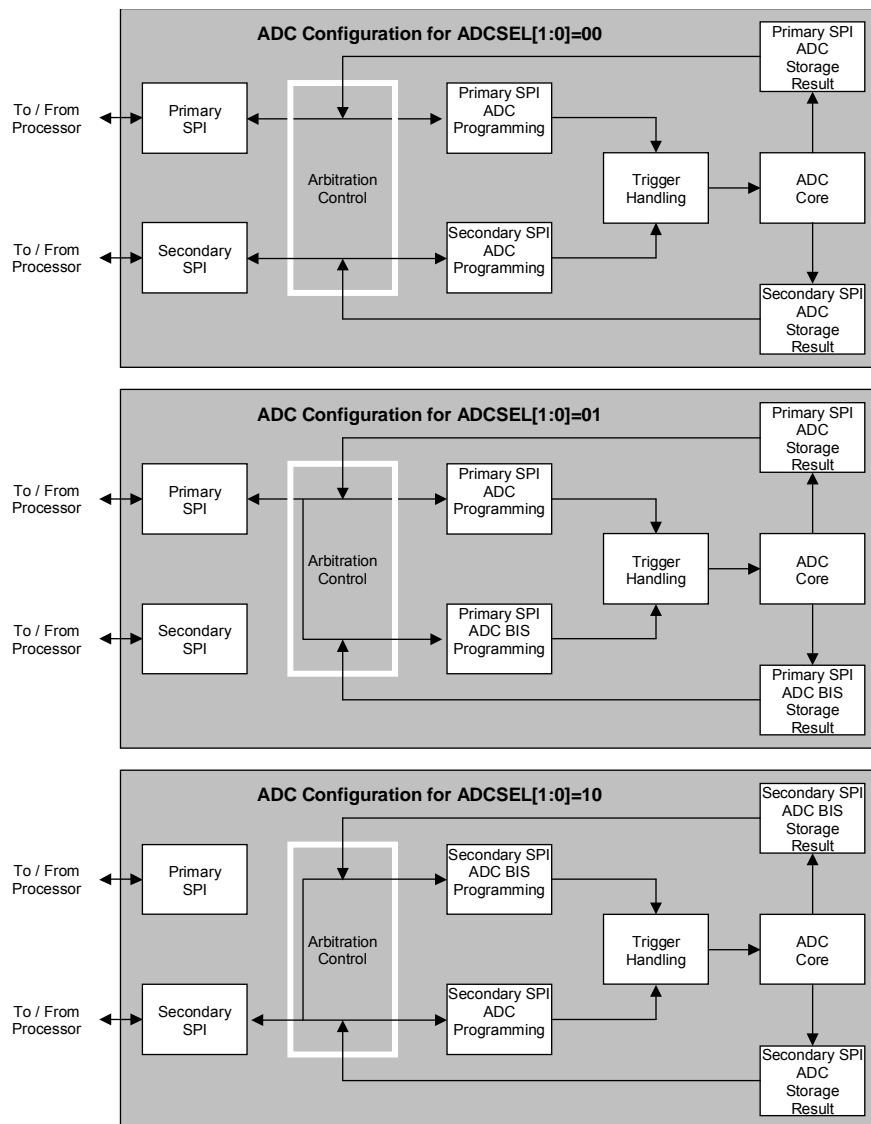 ADC Configuration for ADCSEL[1:0]=00
Primary SPI
ADC
Storage
Result
To / From
Processor
Primary
SPI
Primary SPI
ADC
Programming
Arbitration
Control
Trigger
Handling
ADC
Core
To / From
Processor
Secondary
SPI
Secondary SPI
ADC
Programming
Secondary SPI
ADC
Storage
Result
ADC Configuration for ADCSEL[1:0]=01
Primary SPI
ADC
Storage
Result
To / From
Processor
Primary
SPI
Primary SPI
ADC
Programming
Arbitration
Control
Trigger
Handling
ADC
Core
To / From
Processor
Secondary
SPI
Primary SPI
ADC BIS
Programming
Primary SPI
ADC BIS
Storage
Result
ADC Configuration for ADCSEL[1:0]=10
Secondary SPI
ADC BIS
Storage
Result
To / From
Processor
Primary
SPI
Secondary SPI
ADC BIS
Programming
Arbitration
Control
Trigger
Handling
ADC
Core
To / From
Processor
Secondary
SPI
Secondary SPI
ADC
Programming
Secondary SPI
ADC
Storage
Result